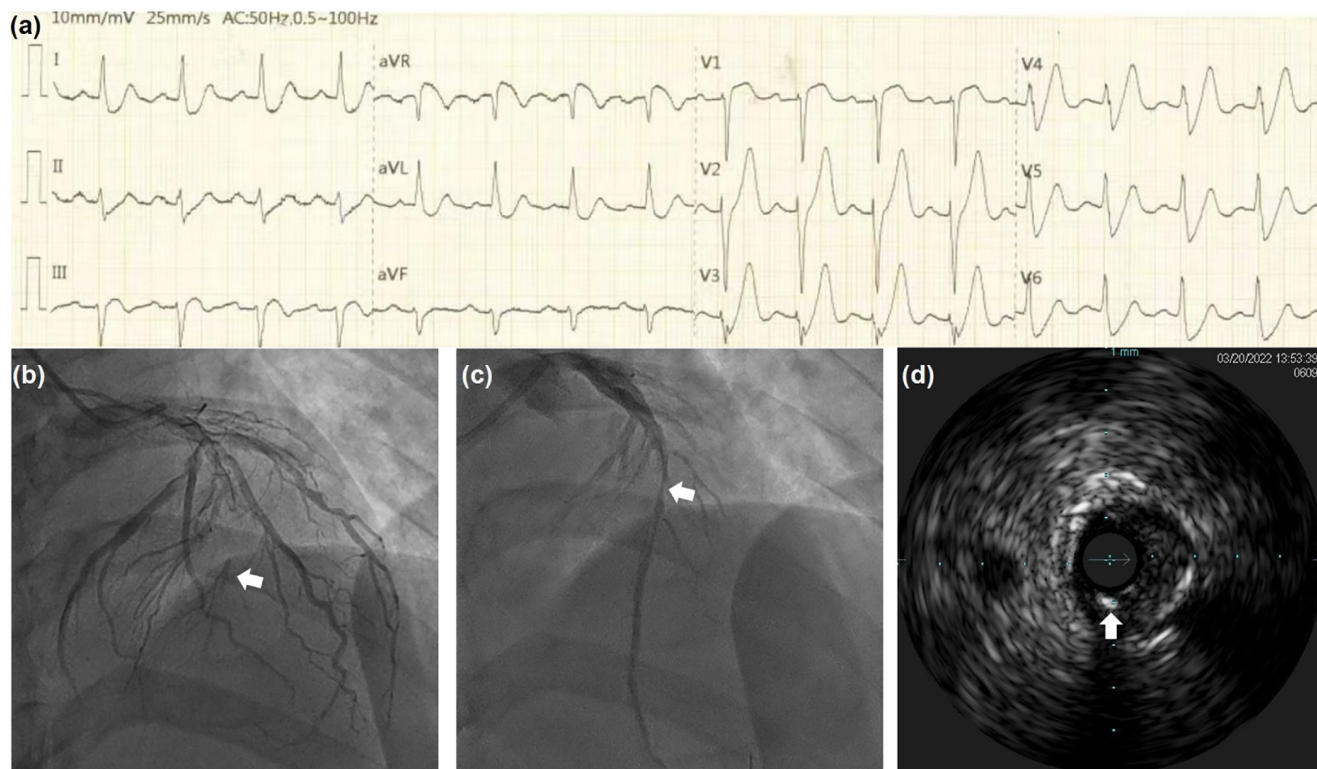 (a)
10mm/mV 25mm/s AC:50Hz,0.5~100Hz
I
aVR
V1
V4
II
aVL
V2
V5
III
aVF
V3
V6
(b)
(c)
(d)
1 mm
03/20/2022 13:53:39
0609